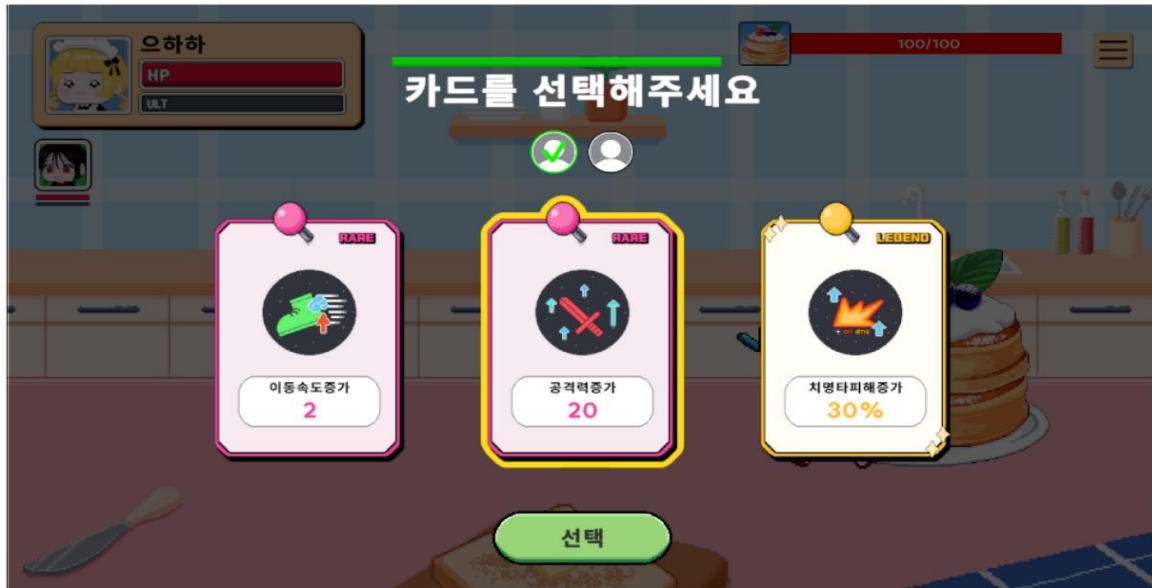 으하하
HP
ULT
100/100
카드를 선택해주세요
RARE
이동속도증가
2
RARE
공격력증가
20
LEGEND
치명타피해증가
30%
선택